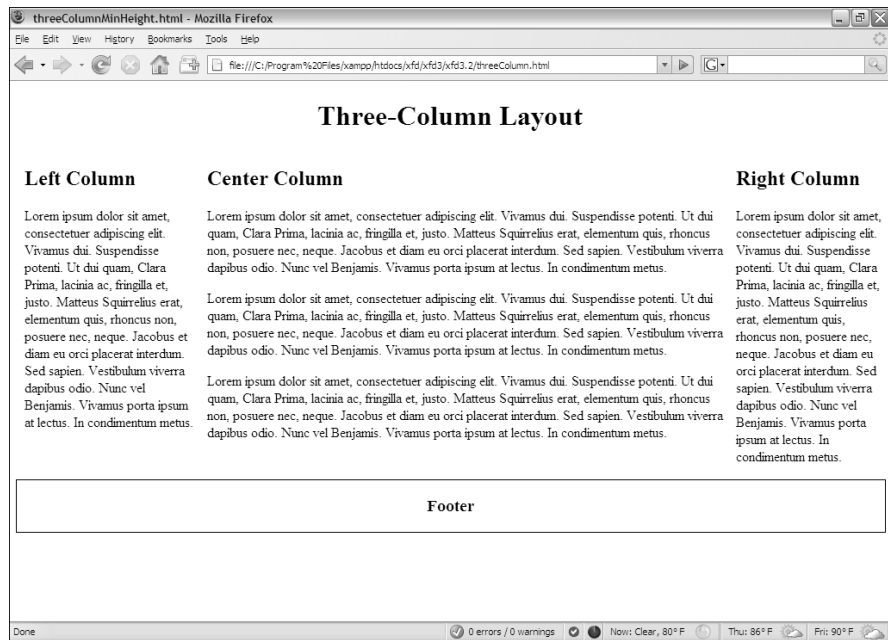 threeColumnMinHeight.html - Mozilla Firefox
File Edit View History Bookmarks Tools Help
file:///C:/Program%20Files/xampp/htdocs/xfd/xfd3/xfd3.2/threeColumn.html
G
Three-Column Layout
Left Column
Lorem ipsum dolor sit amet,
consectetuer adipiscing elit.
Vivamus dui. Suspendisse
potenti. Ut dui quam, Clara
Prima, lacinia ac, fringilla et,
justo. Matteus Squirrelius erat,
elementum quis, rhoncus non,
posuere nec, neque. Jacobus et
diam eu orci placerat interdum.
Sed sapien. Vestibulum viverra
dapibus odio. Nunc vel
Benjamis. Vivamus porta ipsum
at lectus. In condimentum metus.
Center Column
Lorem ipsum dolor sit amet, consectetuer adipiscing elit. Vivamus dui. Suspendisse potenti. Ut dui
quam, Clara Prima, lacinia ac, fringilla et, justo. Matteus Squirrelius erat, elementum quis, rhoncus
non, posuere nec, neque. Jacobus et diam eu orci placerat interdum. Sed sapien. Vestibulum viverra
dapibus odio. Nunc vel Benjamis. Vivamus porta ipsum at lectus. In condimentum metus.
Lorem ipsum dolor sit amet, consectetuer adipiscing elit. Vivamus dui. Suspendisse potenti. Ut dui
quam, Clara Prima, lacinia ac, fringilla et, justo. Matteus Squirrelius erat, elementum quis, rhoncus
non, posuere nec, neque. Jacobus et diam eu orci placerat interdum. Sed sapien. Vestibulum viverra
dapibus odio. Nunc vel Benjamis. Vivamus porta ipsum at lectus. In condimentum metus.
Lorem ipsum dolor sit amet, consectetuer adipiscing elit. Vivamus dui. Suspendisse potenti. Ut dui
quam, Clara Prima, lacinia ac, fringilla et, justo. Matteus Squirrelius erat, elementum quis, rhoncus
non, posuere nec, neque. Jacobus et diam eu orci placerat interdum. Sed sapien. Vestibulum viverra
dapibus odio. Nunc vel Benjamis. Vivamus porta ipsum at lectus. In condimentum metus.
Right Column
Lorem ipsum dolor sit amet,
consectetuer adipiscing elit.
Vivamus dui. Suspendisse
potenti. Ut dui quam, Clara
Prima, lacinia ac, fringilla et,
justo. Matteus Squirrelius
erat, elementum quis,
rhoncus non, posuere nec,
neque. Jacobus et diam eu
orci placerat interdum. Sed
sapien. Vestibulum viverra
dapibus odio. Nunc vel
Benjamis. Vivamus porta
ipsum at lectus. In
condimentum metus.
Footer
Done
0 errors / 0 warnings
Now: Clear, 80° F
Thu: 86° F
Fri: 90° F